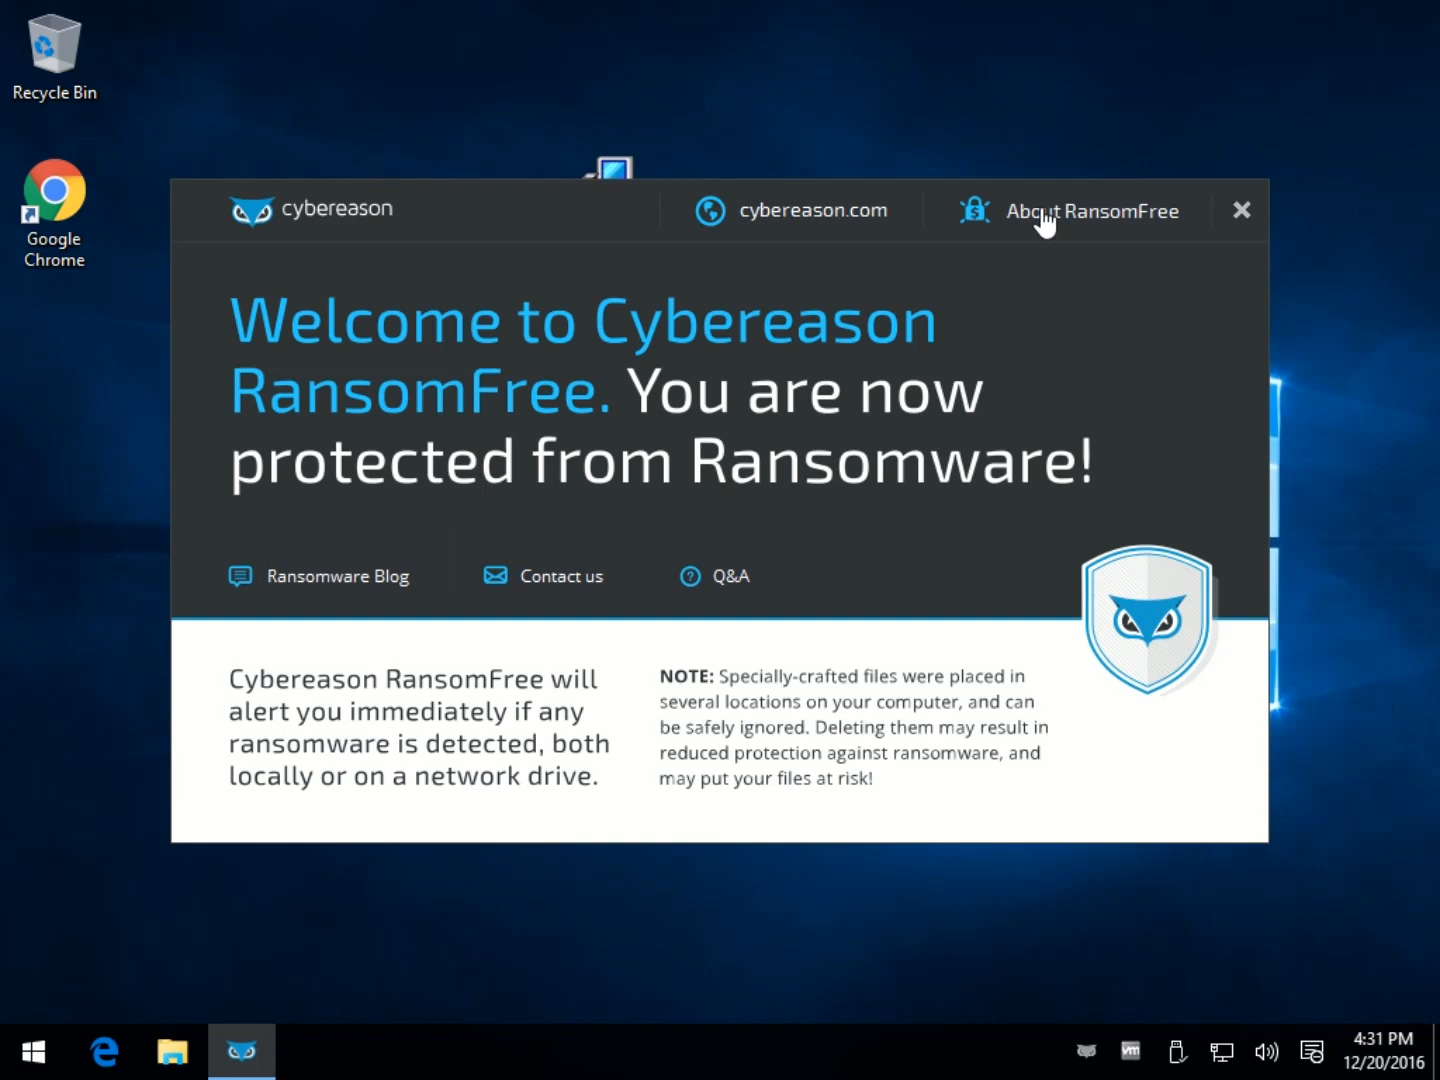 Recycle Bin
Google
Chrome
cybereason
cybereason.com
About RansomFree
Welcome to Cybereason
RansomFree. You are now
protected from Ransomware!
Ransomware Blog
Contact us
Q&A
Cybereason RansomFree will
alert you immediately if any
ransomware is detected, both
locally or on a network drive.
NOTE: Specially-crafted files were placed in
several locations on your computer, and can
be safely ignored. Deleting them may result in
reduced protection against ransomware, and
may put your files at risk!
vm
4:31 PM
12/20/2016